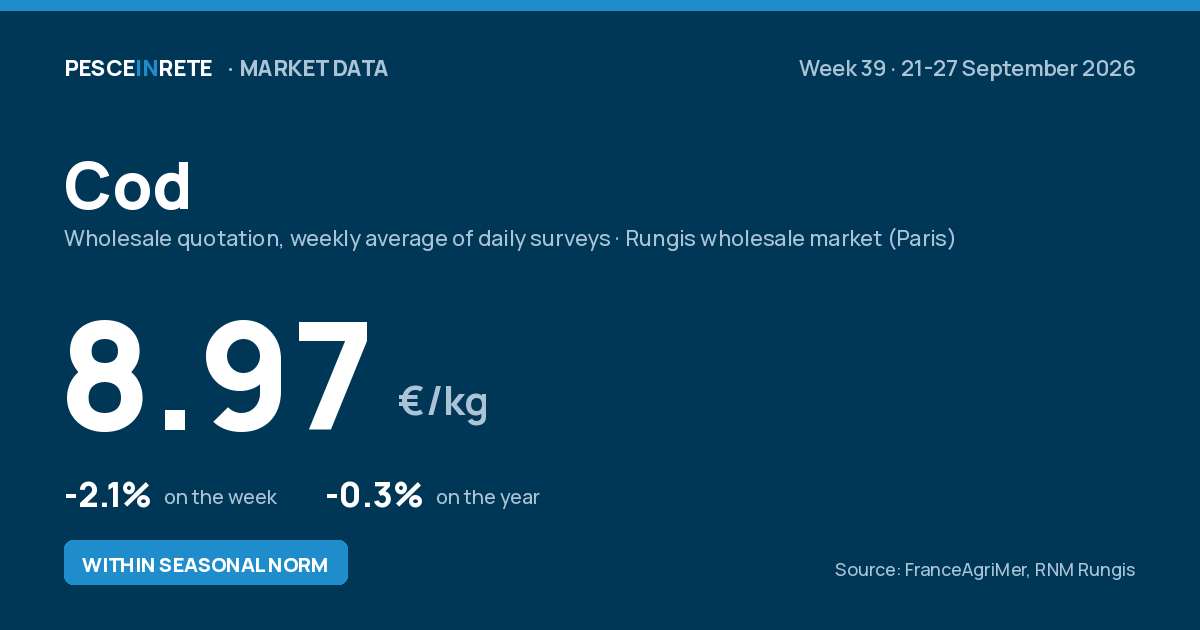 PESCEINRETE · MARKET DATA
Week 39 · 21-27 September 2026
Cod
Wholesale quotation, weekly average of daily surveys · Rungis wholesale market (Paris)
8.97 €/kg
-2.1% on the week -0.3% on the year
WITHIN SEASONAL NORM
Source: FranceAgriMer, RNM Rungis